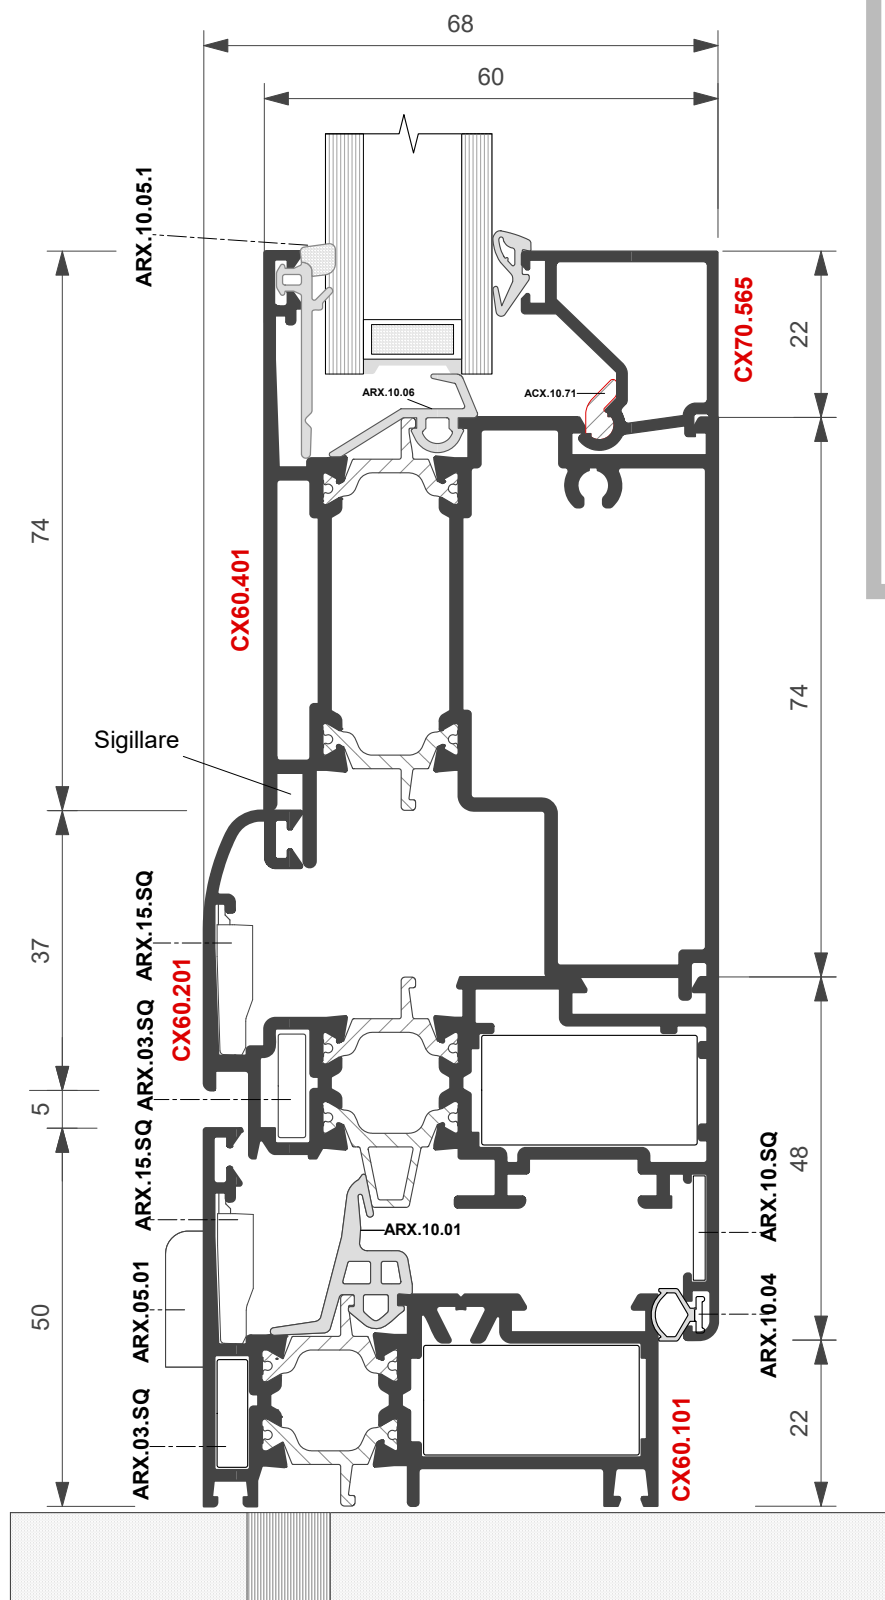 68
60
ARX.10.05.1
CX70.565
22
ARX.10.06
ACX.10.71
74
CX60.401
74
Sigillare
ARX.15.SQ
37
CX60.201
ARX.03.SQ
5
ARX.15.SQ
48
ARX.10.SQ
ARX.10.01
50
ARX.05.01
ARX.10.04
ARX.03.SQ
22
CX60.101